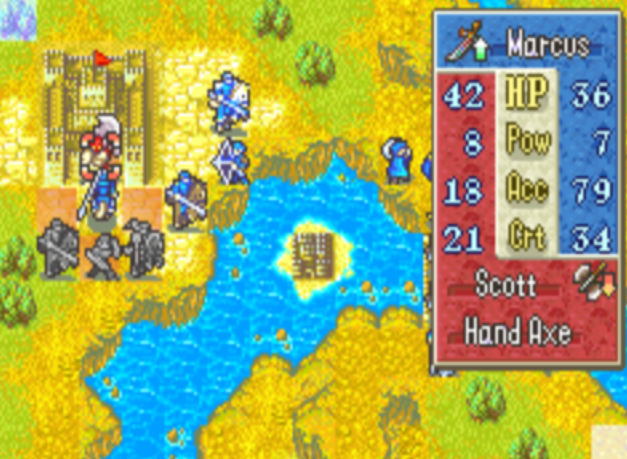 Marcus
42 HP 36
8 Pow 7
18 Acc 79
21 Crt 34
Scott
Hand Axe